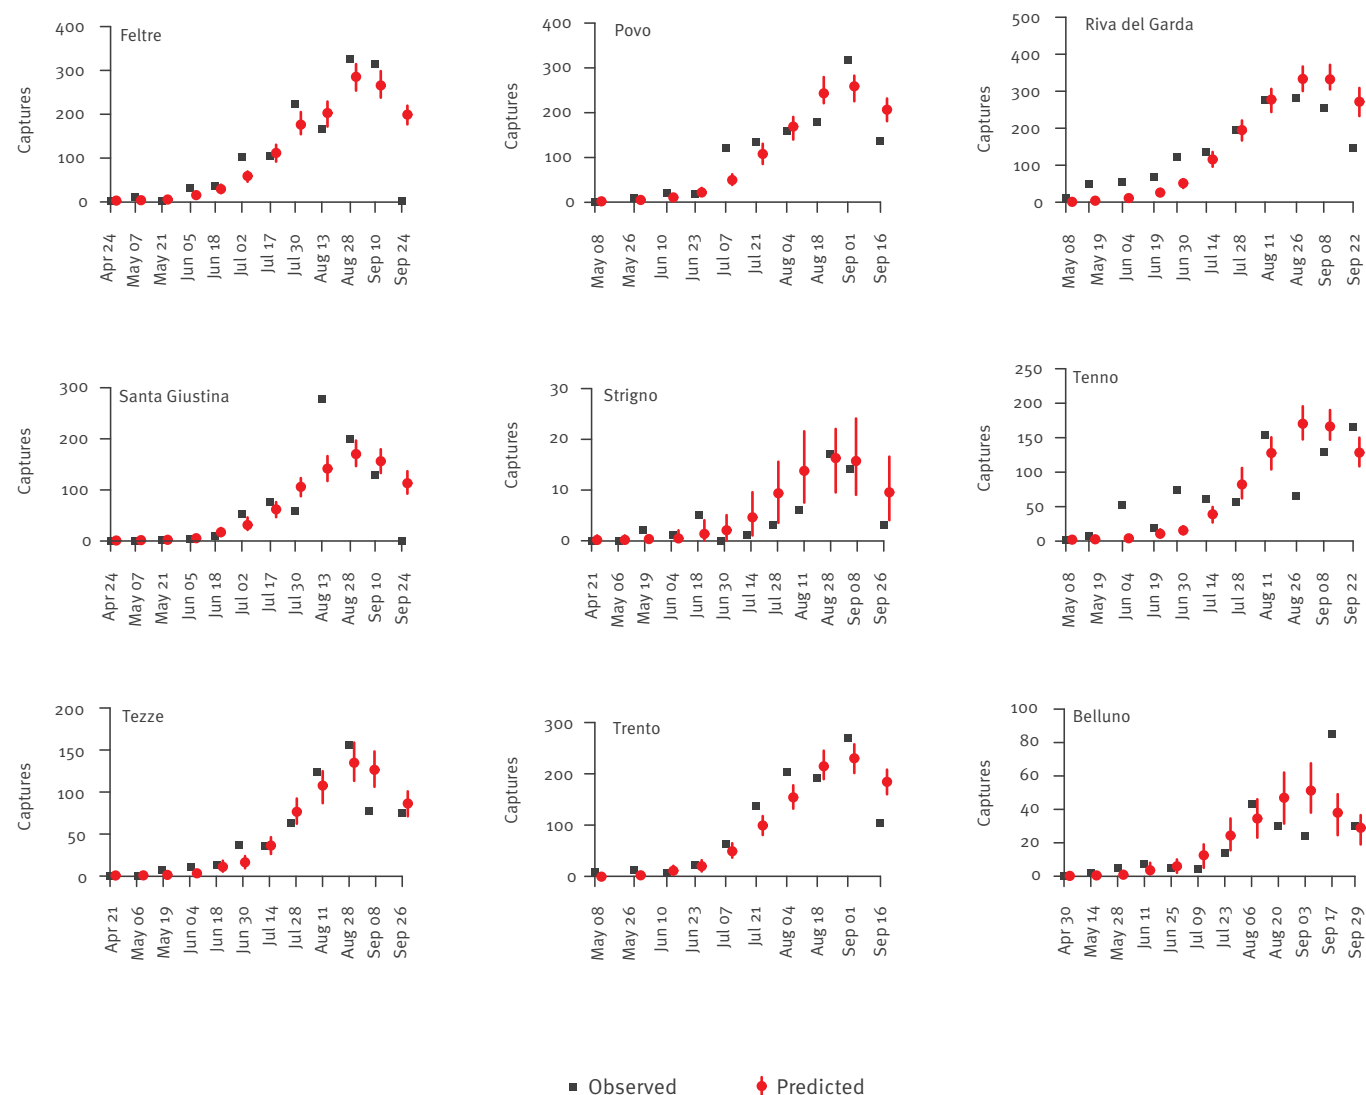 Feltre
Captures
400
300
200
100
0
Apr 24
May 07
May 21
Jun 05
Jun 18
Jul 02
Jul 17
Jul 30
Aug 13
Aug 28
Sep 10
Sep 24
Povo
Captures
400
300
200
100
0
May 08
May 26
Jun 10
Jun 23
Jul 07
Jul 21
Aug 04
Aug 18
Sep 01
Sep 16
Riva del Garda
Captures
500
400
300
200
100
0
May 08
May 19
Jun 04
Jun 19
Jun 30
Jul 14
Jul 28
Aug 11
Aug 26
Sep 08
Sep 22
Santa Giustina
Captures
300
200
100
0
Apr 24
May 07
May 21
Jun 05
Jun 18
Jul 02
Jul 17
Jul 30
Aug 13
Aug 28
Sep 10
Sep 24
Strigno
Captures
30
20
10
0
Apr 21
May 06
May 19
Jun 04
Jun 18
Jun 30
Jul 14
Jul 28
Aug 11
Aug 28
Sep 08
Sep 26
Tenno
Captures
250
200
150
100
50
0
May 08
May 19
Jun 04
Jun 19
Jun 30
Jul 14
Jul 28
Aug 11
Aug 26
Sep 08
Sep 22
Tezze
Captures
200
150
100
50
0
Apr 21
May 06
May 19
Jun 04
Jun 18
Jun 30
Jul 14
Jul 28
Aug 11
Aug 28
Sep 08
Sep 26
Trento
Captures
300
200
100
0
May 08
May 26
Jun 10
Jun 23
Jul 07
Jul 21
Aug 04
Aug 18
Sep 01
Sep 16
Belluno
Captures
100
80
60
40
20
0
Apr 30
May 14
May 28
Jun 11
Jun 25
Jul 09
Jul 23
Aug 06
Aug 20
Sep 03
Sep 17
Sep 29
Observed
Predicted